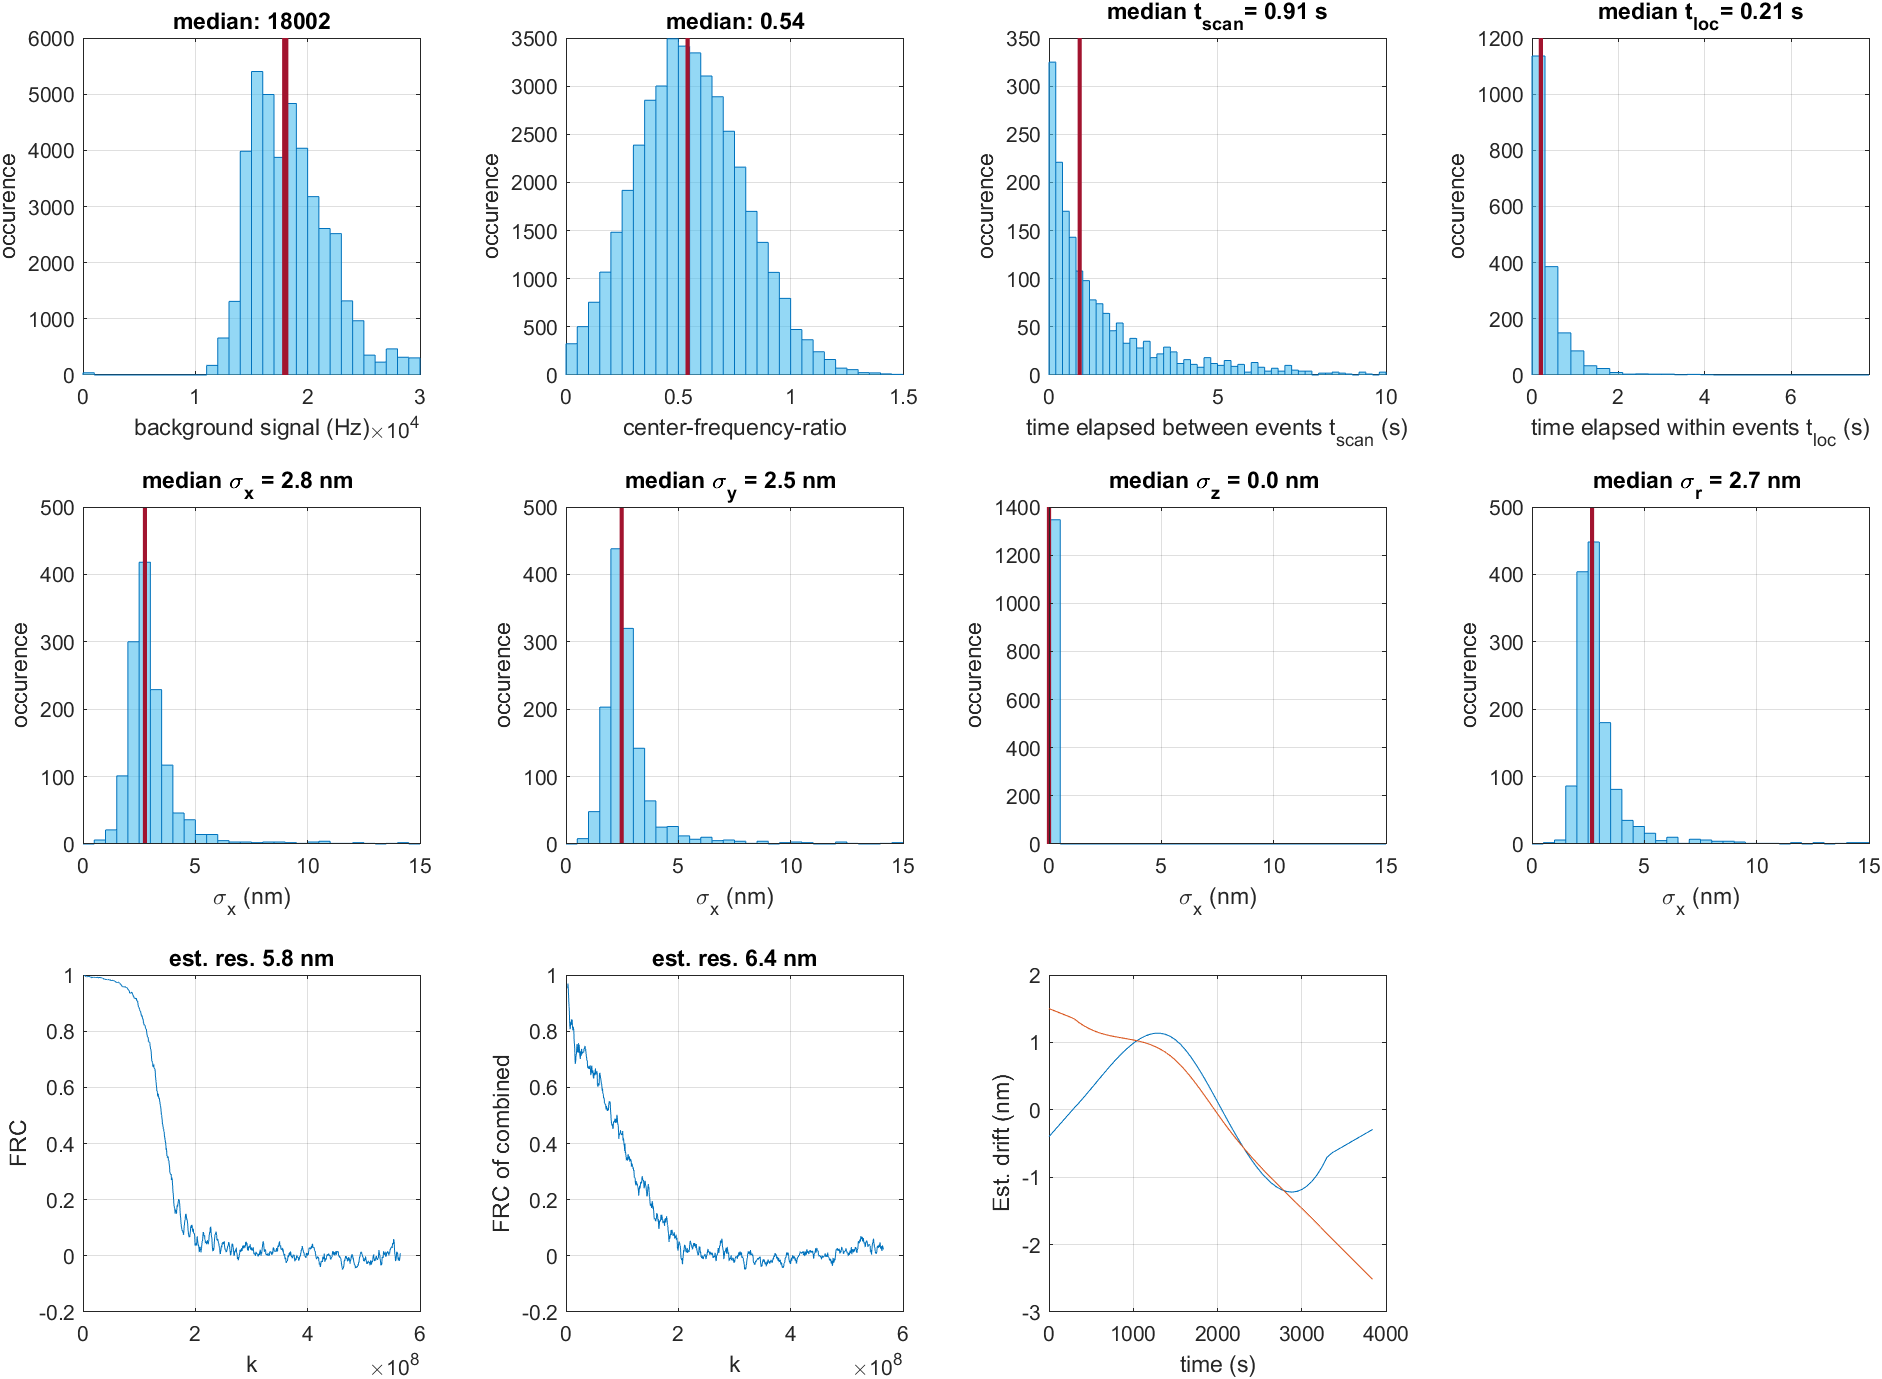 median: 18002
6000
5000
4000
3000
2000
1000
0
occurence
0 1 2 3
background signal (Hz) ×10⁴
median: 0.54
3500
3000
2500
2000
1500
1000
500
0
occurence
0 0.5 1 1.5
center-frequency-ratio
median t_scan = 0.91 s
350
300
250
200
150
100
50
0
occurence
0 5 10
time elapsed between events t_scan (s)
median t_loc = 0.21 s
1200
1000
800
600
400
200
0
occurence
0 2 4 6
time elapsed within events t_loc (s)
median σ_x = 2.8 nm
500
400
300
200
100
0
occurence
0 5 10 15
σ_x (nm)
median σ_y = 2.5 nm
500
400
300
200
100
0
occurence
0 5 10 15
σ_x (nm)
median σ_z = 0.0 nm
1400
1200
1000
800
600
400
200
0
occurence
0 5 10 15
σ_x (nm)
median σ_r = 2.7 nm
500
400
300
200
100
0
occurence
0 5 10 15
σ_x (nm)
est. res. 5.8 nm
1
0.8
0.6
0.4
0.2
0
-0.2
FRC
0 2 4 6
k ×10⁸
est. res. 6.4 nm
1
0.8
0.6
0.4
0.2
0
-0.2
FRC of combined
0 2 4 6
k ×10⁸
2
1
0
-1
-2
-3
Est. drift (nm)
0 1000 2000 3000 4000
time (s)